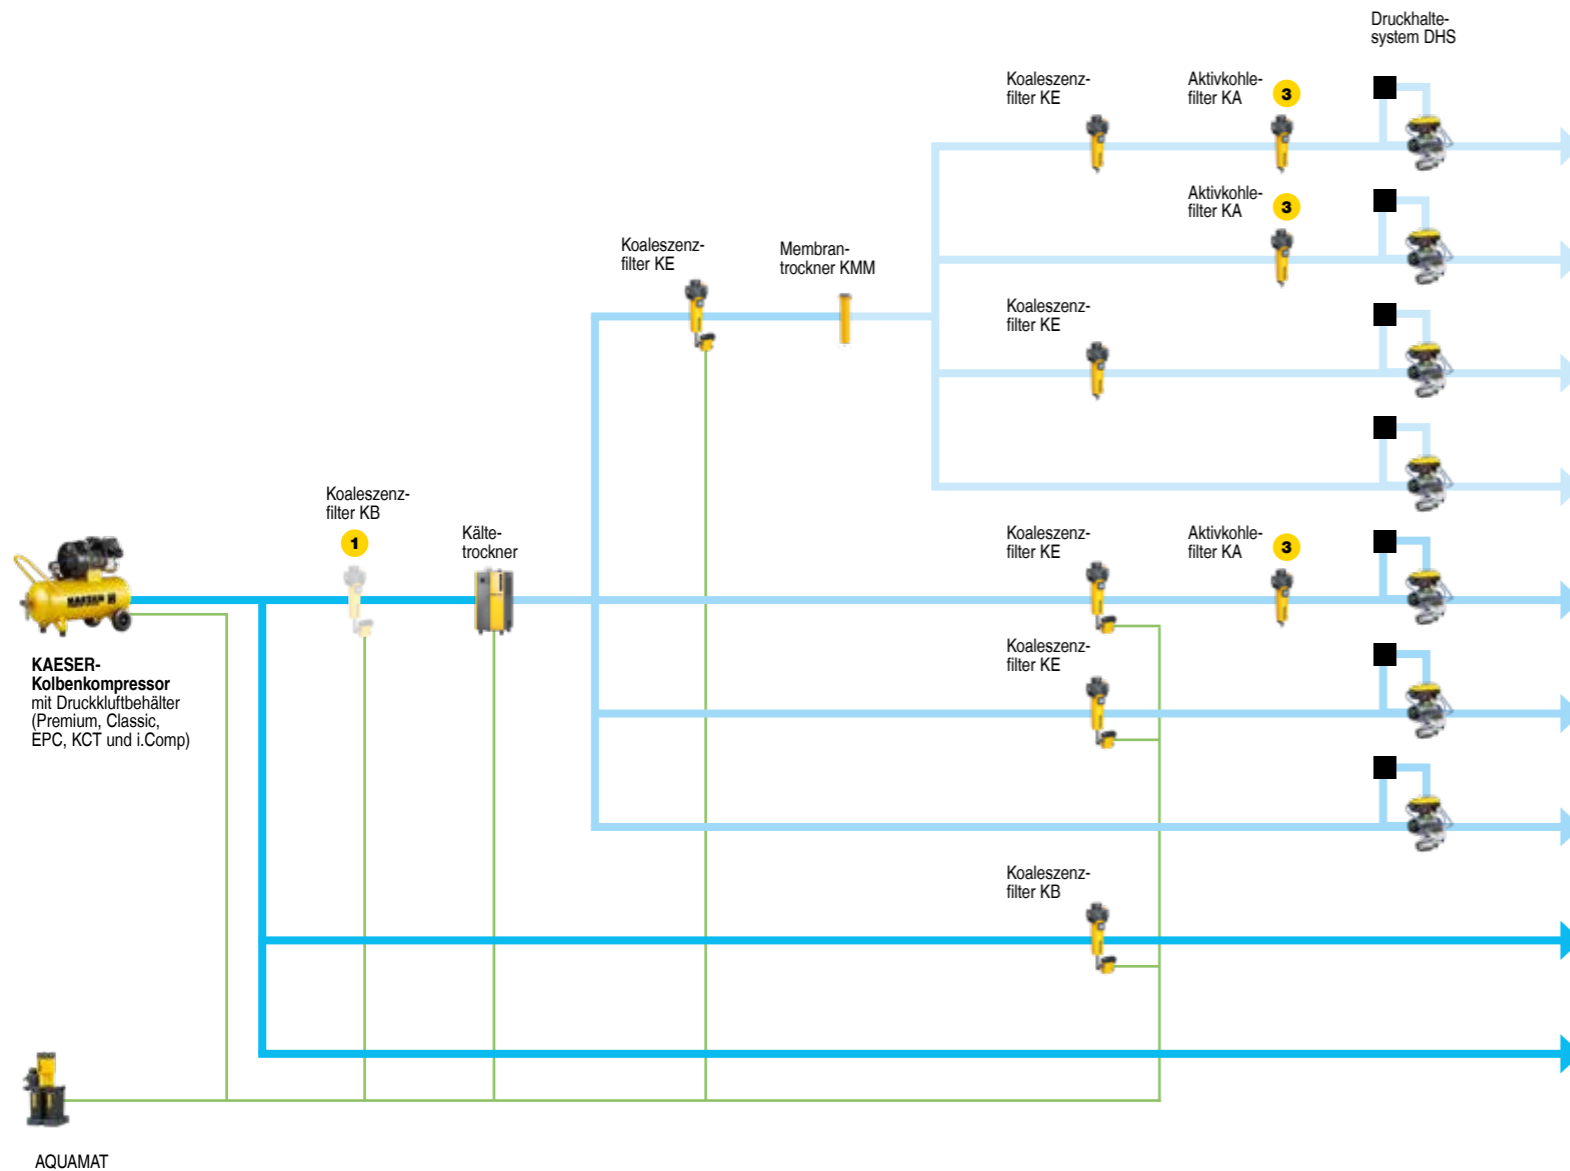 Druckhalte-
system DHS
Koaleszenz-
filter KE
Aktivkohle-
filter KA
3
Aktivkohle-
filter KA
3
Koaleszenz-
filter KE
Membran-
trockner KMM
Koaleszenz-
filter KE
Koaleszenz-
filter KB
1
Kälte-
trockner
Koaleszenz-
filter KE
Aktivkohle-
filter KA
3
KAESER
KAESER-
Kolbenkompressor
mit Druckkluftbehälter
(Premium, Classic,
EPC, KCT und i.Comp)
Koaleszenz-
filter KE
Koaleszenz-
filter KB
AQUAMAT